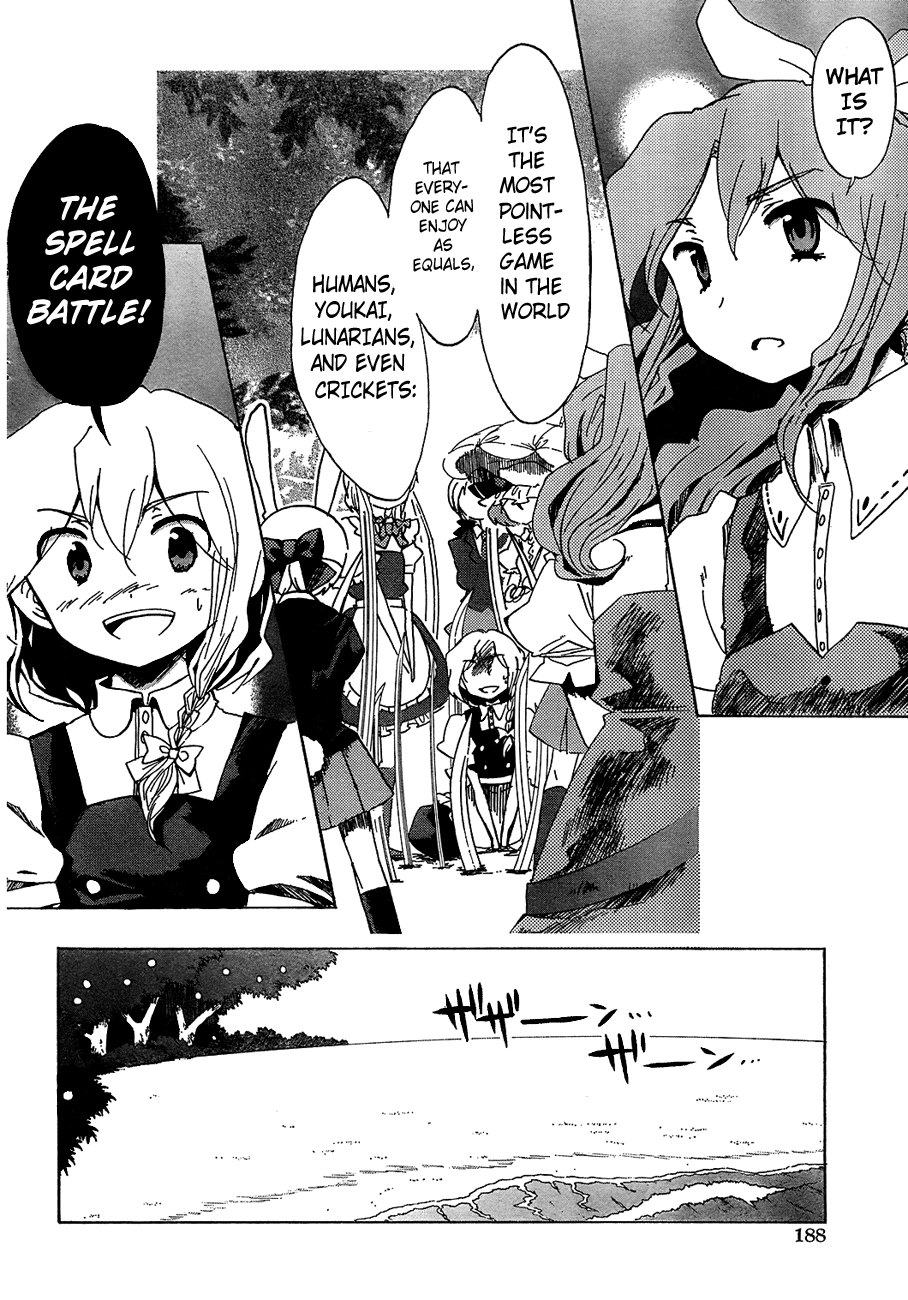 WHAT
IS
IT?
IT'S
THE
MOST
POINT-
LESS
GAME
IN THE
WORLD
THAT
EVERY-
ONE CAN
ENJOY
AS
EQUALS,
HUMANS,
YOUKAI,
LUNARIANS,
AND EVEN
CRICKETS:
THE
SPELL
CARD
BATTLE!
ザザーン…
ザーン…
188